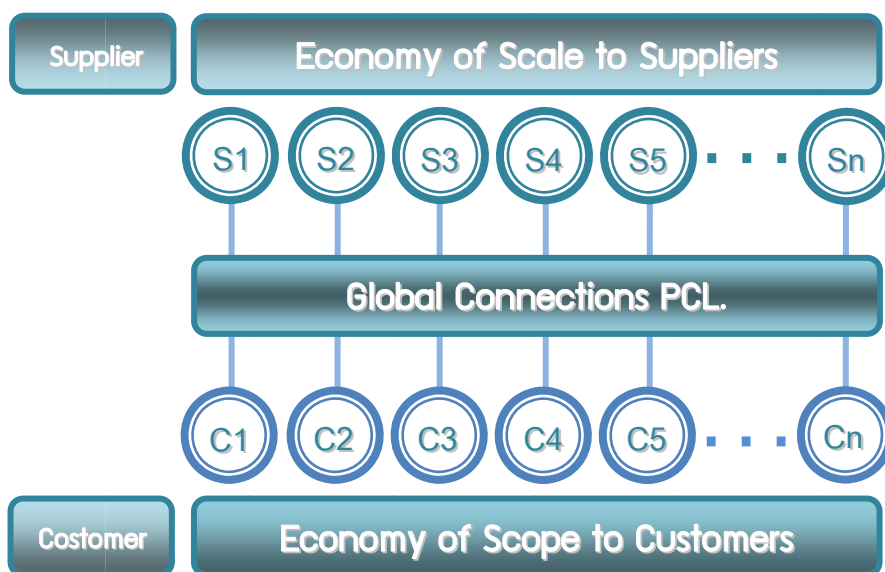 Supplier
Economy of Scale to Suppliers
S1 S2 S3 S4 S5 . . . Sn
Global Connections PCL.
C1 C2 C3 C4 C5 . . . Cn
Costomer
Economy of Scope to Customers